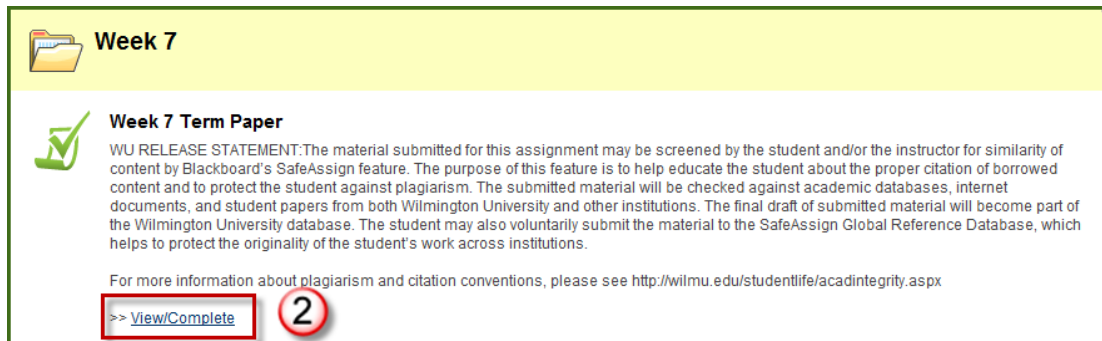 Week 7
Week 7 Term Paper
WU RELEASE STATEMENT:The material submitted for this assignment may be screened by the student and/or the instructor for similarity of
content by Blackboard's SafeAssign feature. The purpose of this feature is to help educate the student about the proper citation of borrowed
content and to protect the student against plagiarism. The submitted material will be checked against academic databases, internet
documents, and student papers from both Wilmington University and other institutions. The final draft of submitted material will become part of
the Wilmington University database. The student may also voluntarily submit the material to the SafeAssign Global Reference Database, which
helps to protect the originality of the student's work across institutions.
For more information about plagiarism and citation conventions, please see http://wilmu.edu/studentlife/acadintegrity.aspx
>> View/Complete 2